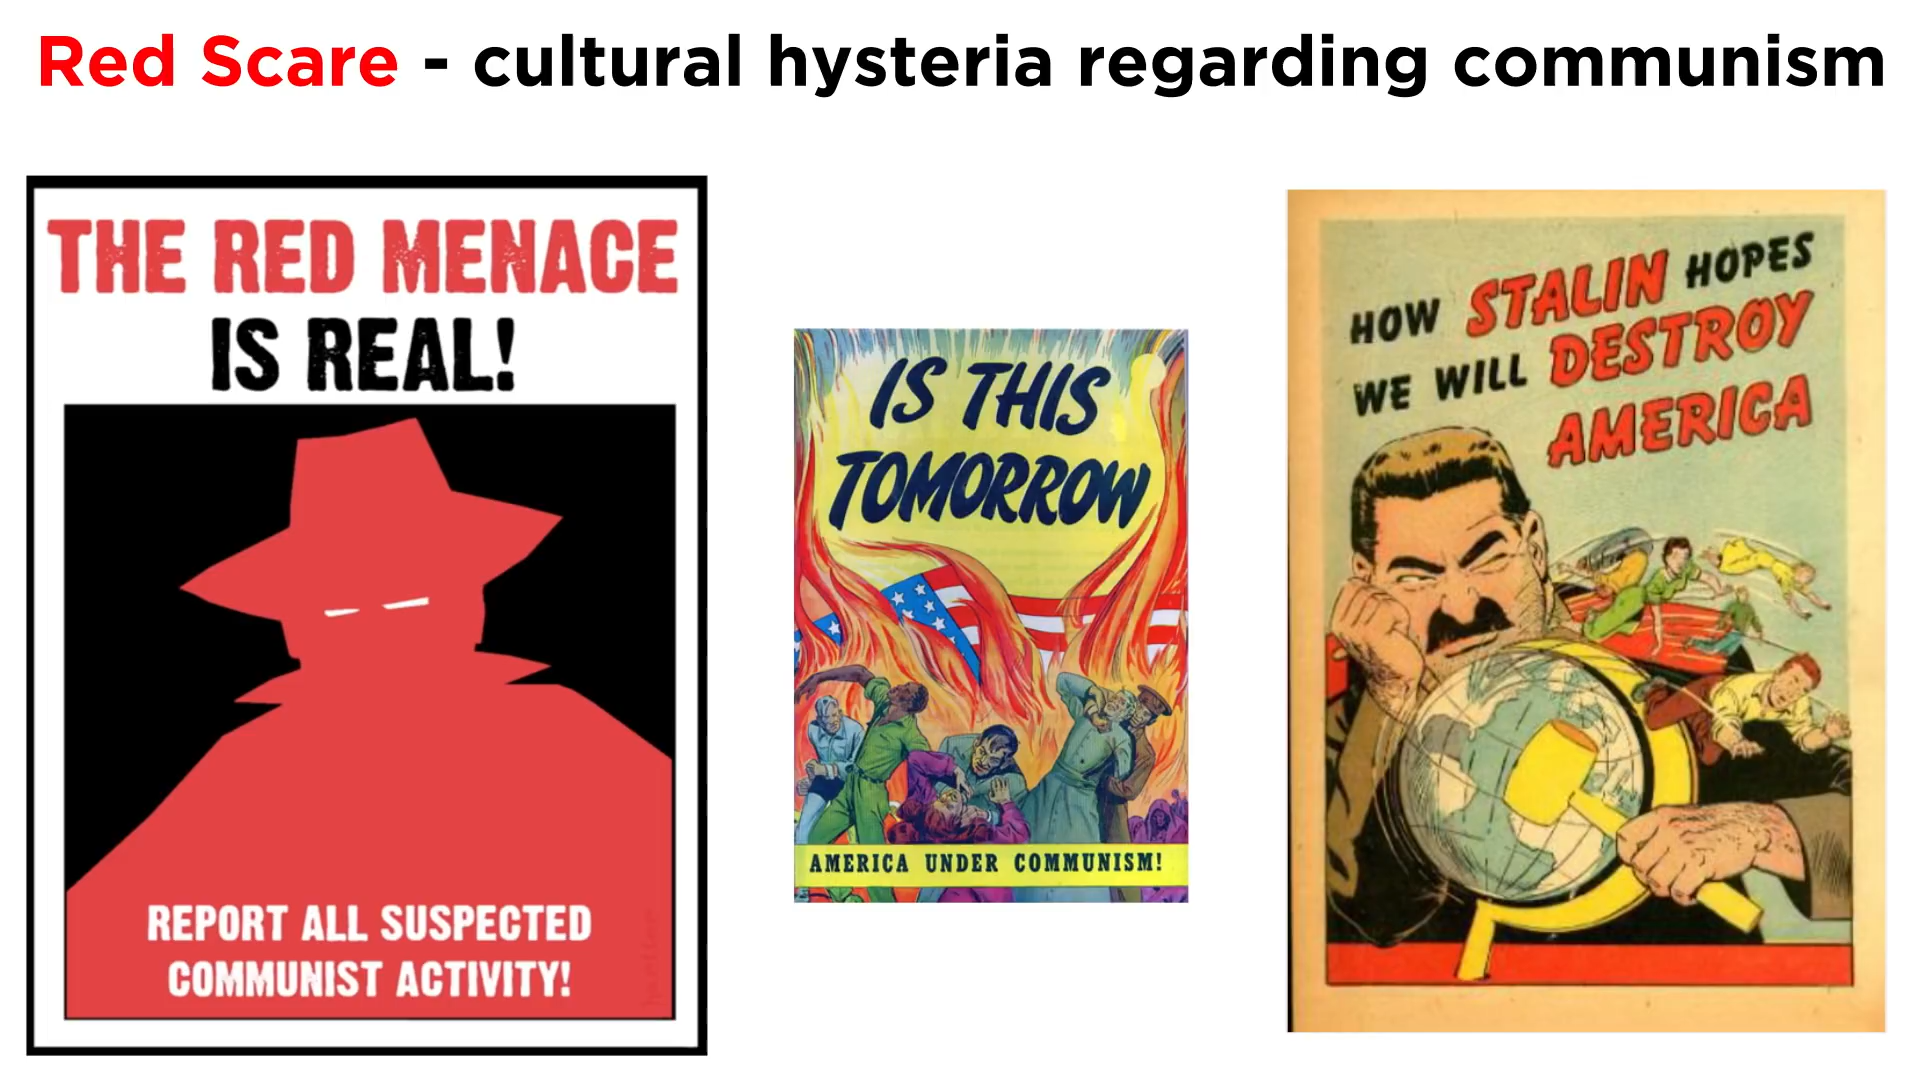 Red Scare - cultural hysteria regarding communism
THE RED MENACE
IS REAL!
REPORT ALL SUSPECTED
COMMUNIST ACTIVITY!
IS THIS
TOMORROW
AMERICA UNDER COMMUNISM!
HOW STALIN HOPES
WE WILL DESTROY
AMERICA